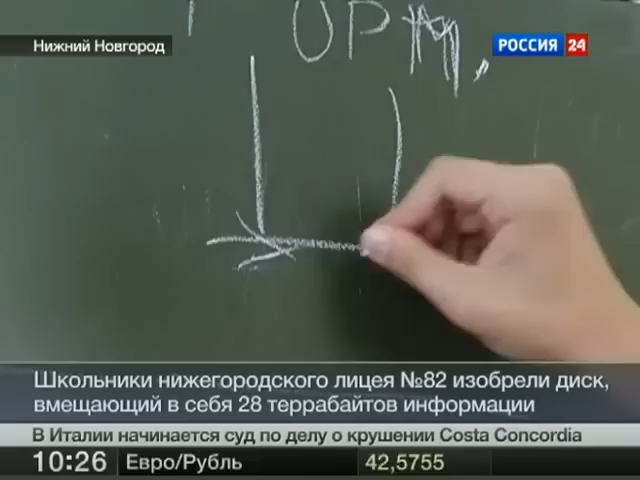 Нижний Новгород
РОССИЯ 24
Школьники нижегородского лицея №82 изобрели диск,
вмещающий в себя 28 террабайтов информации
В Италии начинается суд по делу о крушении Costa Concordia
10:26 Евро/Рубль 42,5755